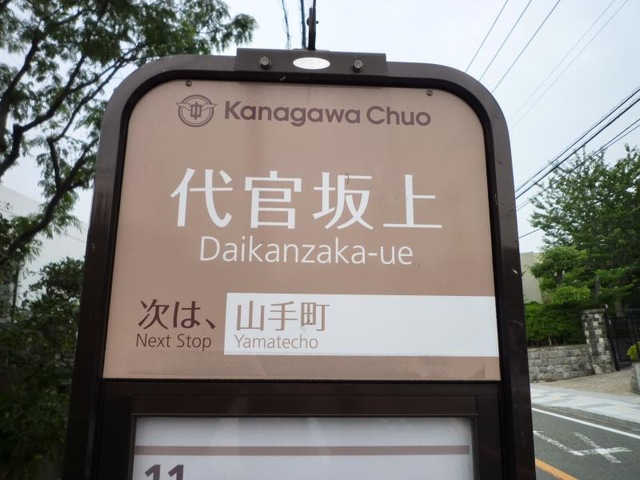 Kanagawa Chuo
代官坂上
Daikanzaka-ue
次は、山手町
Next Stop Yamatecho
11